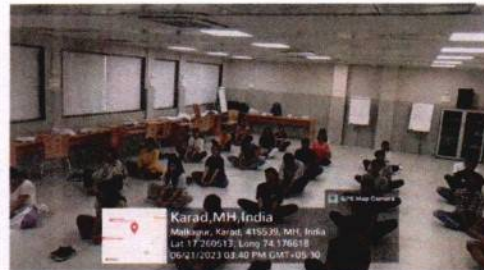 GPS Map Camera
Karad,MH,India
Malkapur, Karad, 415539, MH, India
Lat 17.260513, Long 74.176618
06/21/2023 03:40 PM GMT+05:30